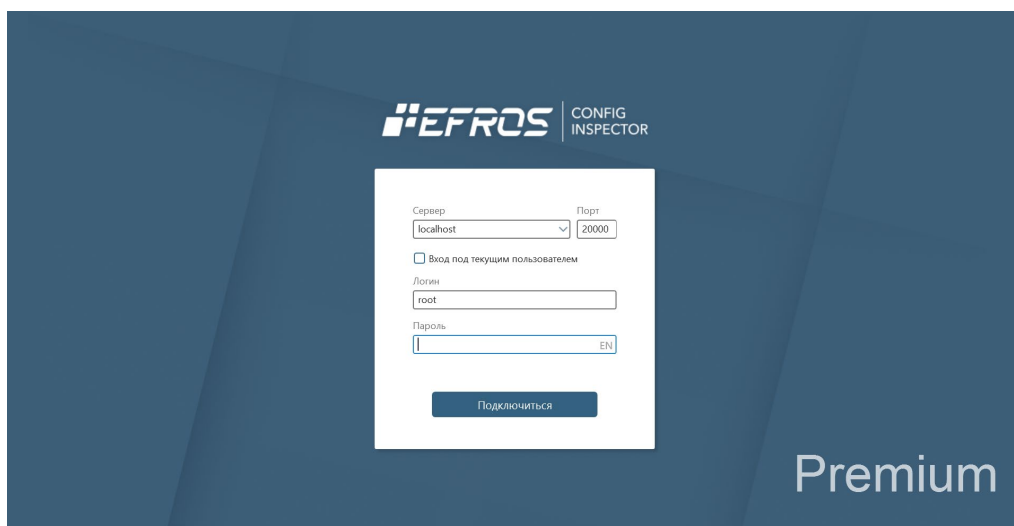 EFROS
CONFIG
INSPECTOR
Сервер Порт
localhost 20000
Вход под текущим пользователем
Логин
root
Пароль
EN
Подключиться
Premium